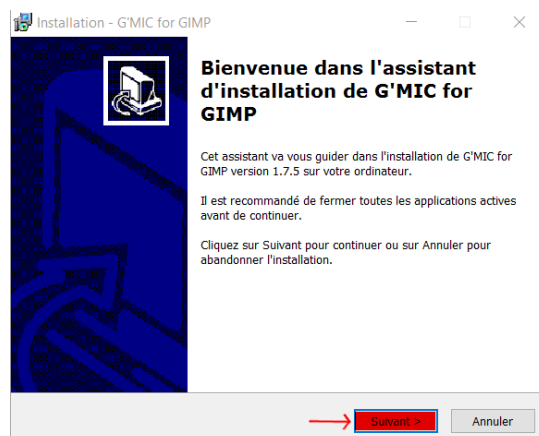 Installation - G'MIC for GIMP
Bienvenue dans l'assistant
d'installation de G'MIC for
GIMP
Cet assistant va vous guider dans l'installation de G'MIC for
GIMP version 1.7.5 sur votre ordinateur.
Il est recommandé de fermer toutes les applications actives
avant de continuer.
Cliquez sur Suivant pour continuer ou sur Annuler pour
abandonner l'installation.
Suivant >
Annuler